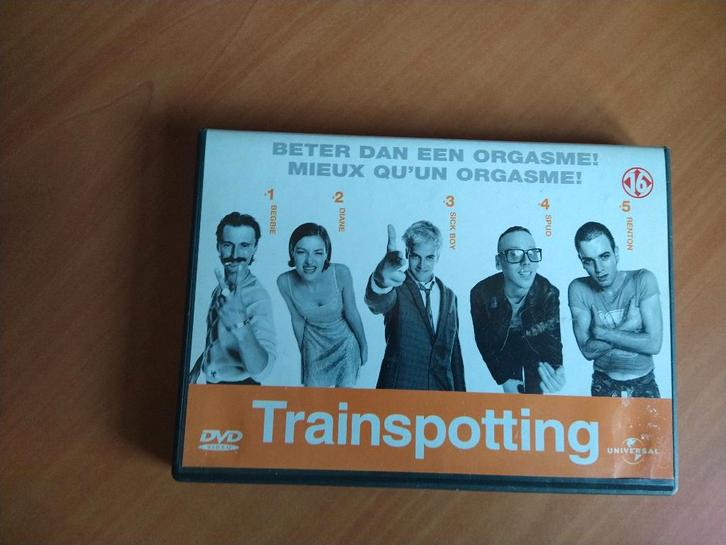 BETER DAN EEN ORGASME!
MIEUX QU'UN ORGASME!
16
1 BEGBIE
2 DIANE
3 SICK BOY
4 SPUD
5 RENTON
DVD
VIDEO
Trainspotting
UNIVERSAL